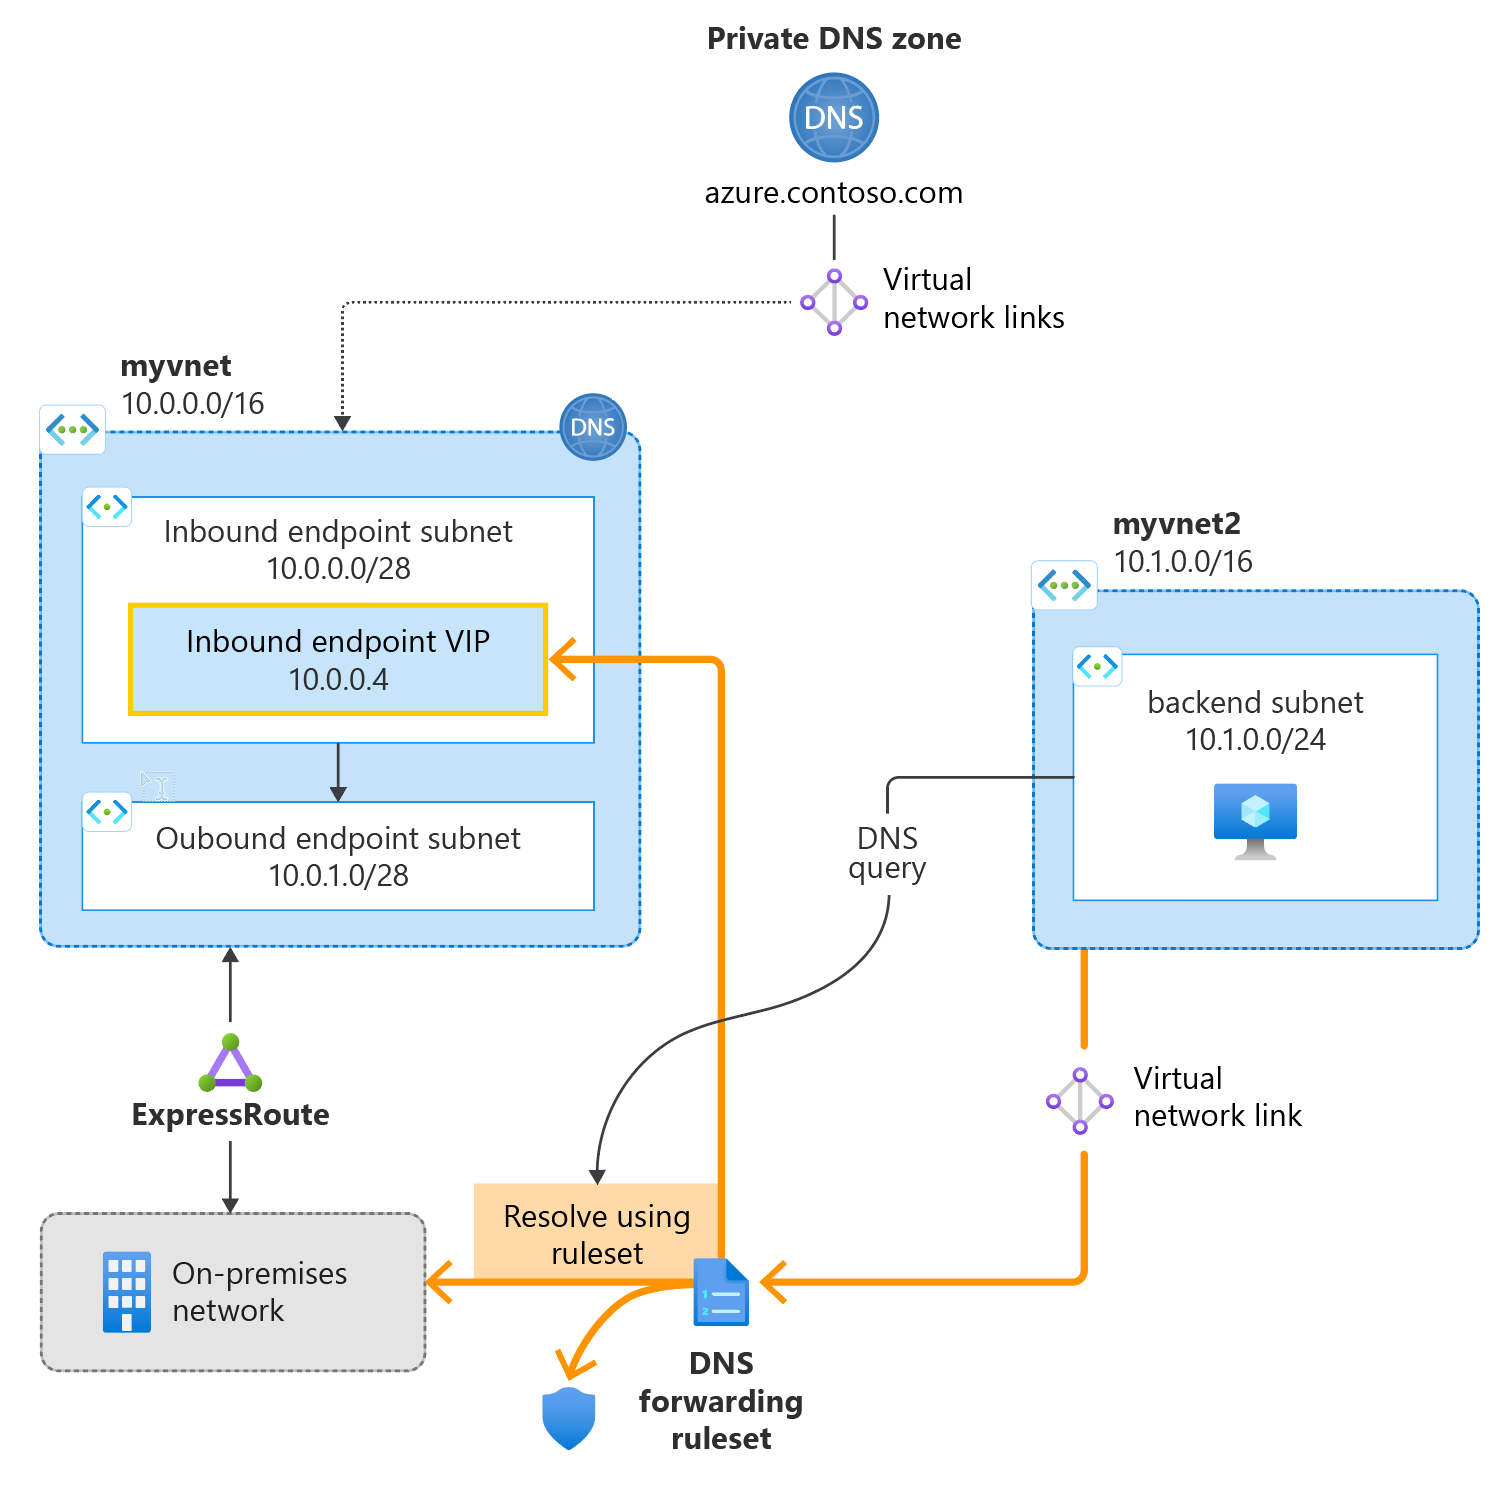 Private DNS zone
DNS
azure.contoso.com
Virtual
network links
myvnet
10.0.0.0/16
DNS
Inbound endpoint subnet
10.0.0.0/28
Inbound endpoint VIP
10.0.0.4
Oubound endpoint subnet
10.0.1.0/28
myvnet2
10.1.0.0/16
backend subnet
10.1.0.0/24
DNS
query
ExpressRoute
Virtual
network link
Resolve using
ruleset
On-premises
network
1
2
DNS
forwarding
ruleset